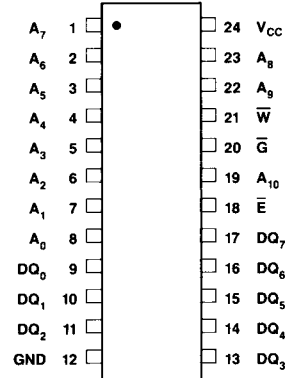 A₇ 1 24 V_CC
A₆ 2 23 A₈
A₅ 3 22 A₉
A₄ 4 21 W̅
A₃ 5 20 G̅
A₂ 6 19 A₁₀
A₁ 7 18 E̅
A₀ 8 17 DQ₇
DQ₀ 9 16 DQ₆
DQ₁ 10 15 DQ₅
DQ₂ 11 14 DQ₄
GND 12 13 DQ₃